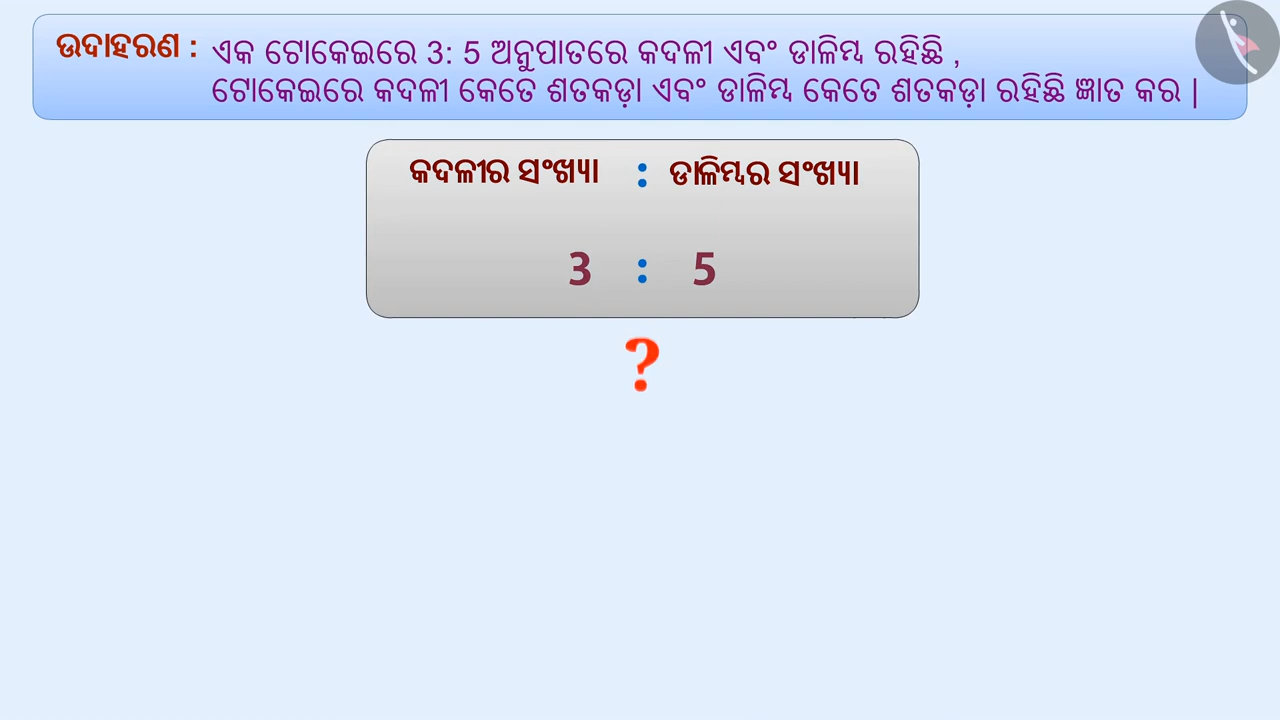 ଉଦାହରଣ : ଏକ ଟୋକେଇରେ 3: 5 ଅନୁପାତରେ କଦଳୀ ଏବଂ ଡାଳିମ୍ବ ରହିଛି ,
ଟୋକେଇରେ କଦଳୀ କେତେ ଶତକଡ଼ା ଏବଂ ଡାଳିମ୍ବ କେତେ ଶତକଡ଼ା ରହିଛି ଜ୍ଞାତ କର |
କଦଳୀର ସଂଖ୍ୟା : ଡାଳିମ୍ବର ସଂଖ୍ୟା
3 : 5
?